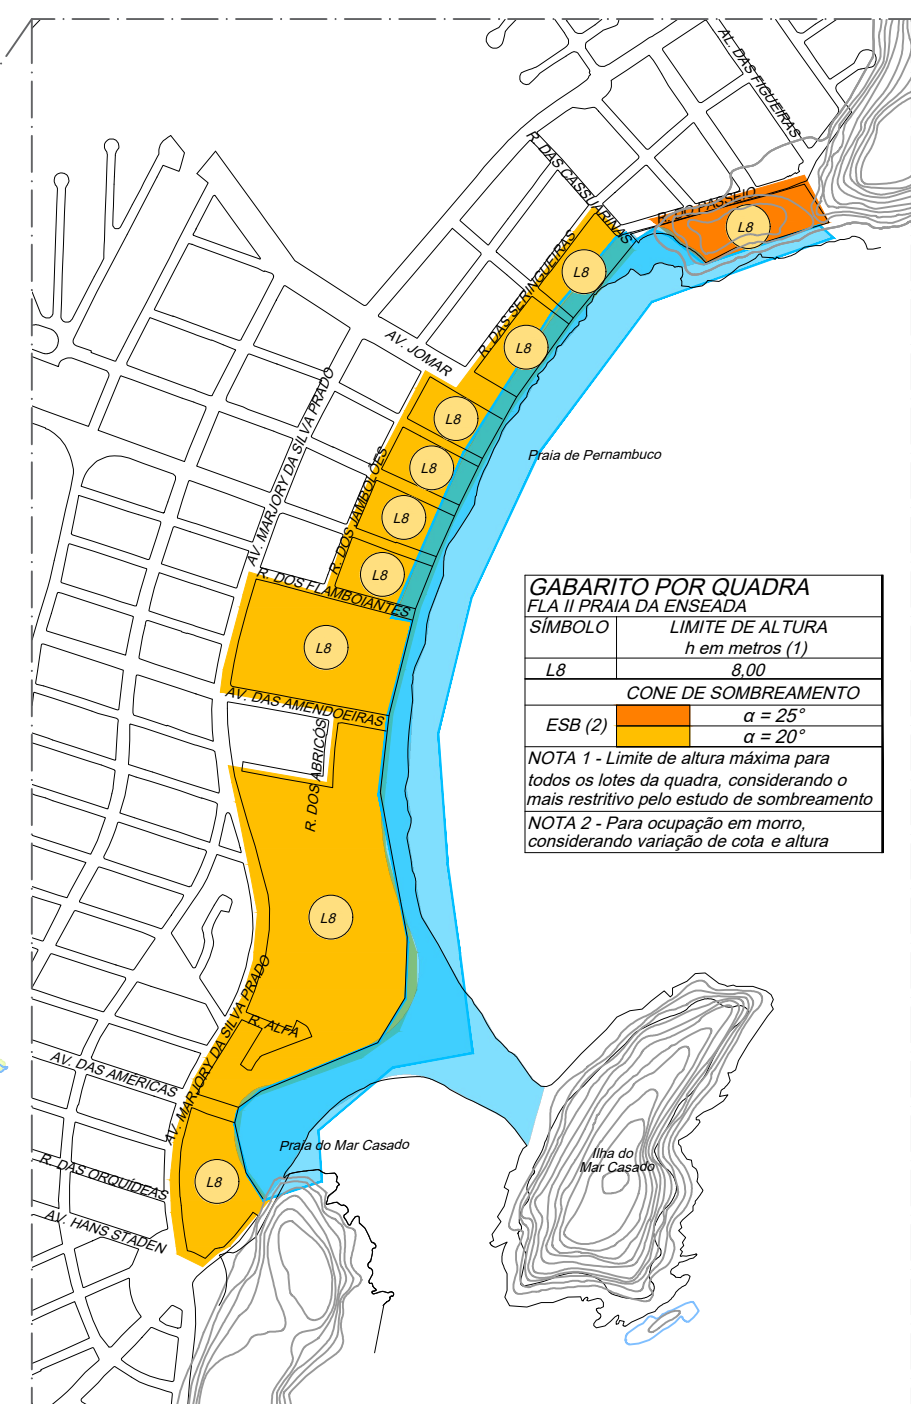 AL. DAS FIGUEIRAS
R. DAS CASSUARINAS
R. DO PASSEIO
L8
R. DAS SERINGUEIRAS
L8
AV. JOMAR
L8
AV. MARJORY DA SILVA PRADO
L8
R. DOS JAMBOLÕES
L8
Praia de Pernambuco
L8
R. DOS FLAMBOIANTES
L8
L8
AV. DAS AMENDOEIRAS
R. DOS ABRICÓS
GABARITO POR QUADRA
FLA II PRAIA DA ENSEADA
SÍMBOLO
LIMITE DE ALTURA
h em metros (1)
L8
8,00
CONE DE SOMBREAMENTO
ESB (2)
α = 25°
α = 20°
NOTA 1 - Limite de altura máxima para
todos os lotes da quadra, considerando o
mais restritivo pelo estudo de sombreamento
NOTA 2 - Para ocupação em morro,
considerando variação de cota e altura
L8
AV. MARJORY DA SILVA PRADO
R. ALFA
AV. DAS AMÉRICAS
Praia do Mar Casado
Ilha do
Mar Casado
R. DAS ORQUÍDEAS
L8
AV. HANS STADEN